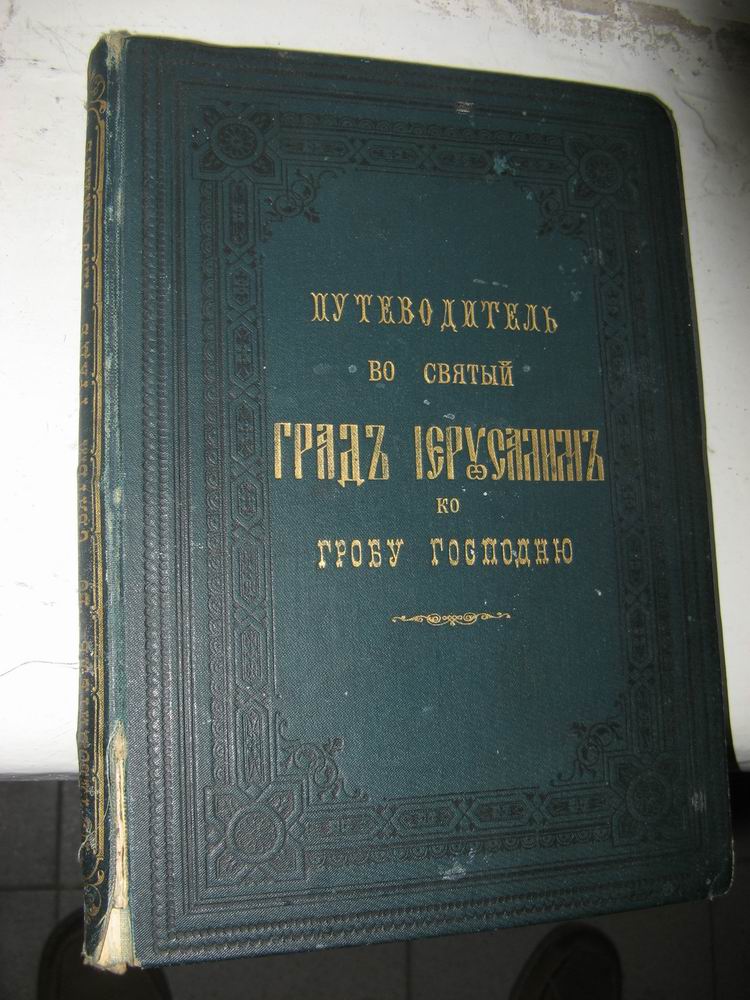 ПУТЕВОДИТЕЛЬ
ВО СВЯТЫЙ
ГРАДЪ ІЕРУСАЛИМЪ
КО
ГРОБУ ГОСПОДНЮ